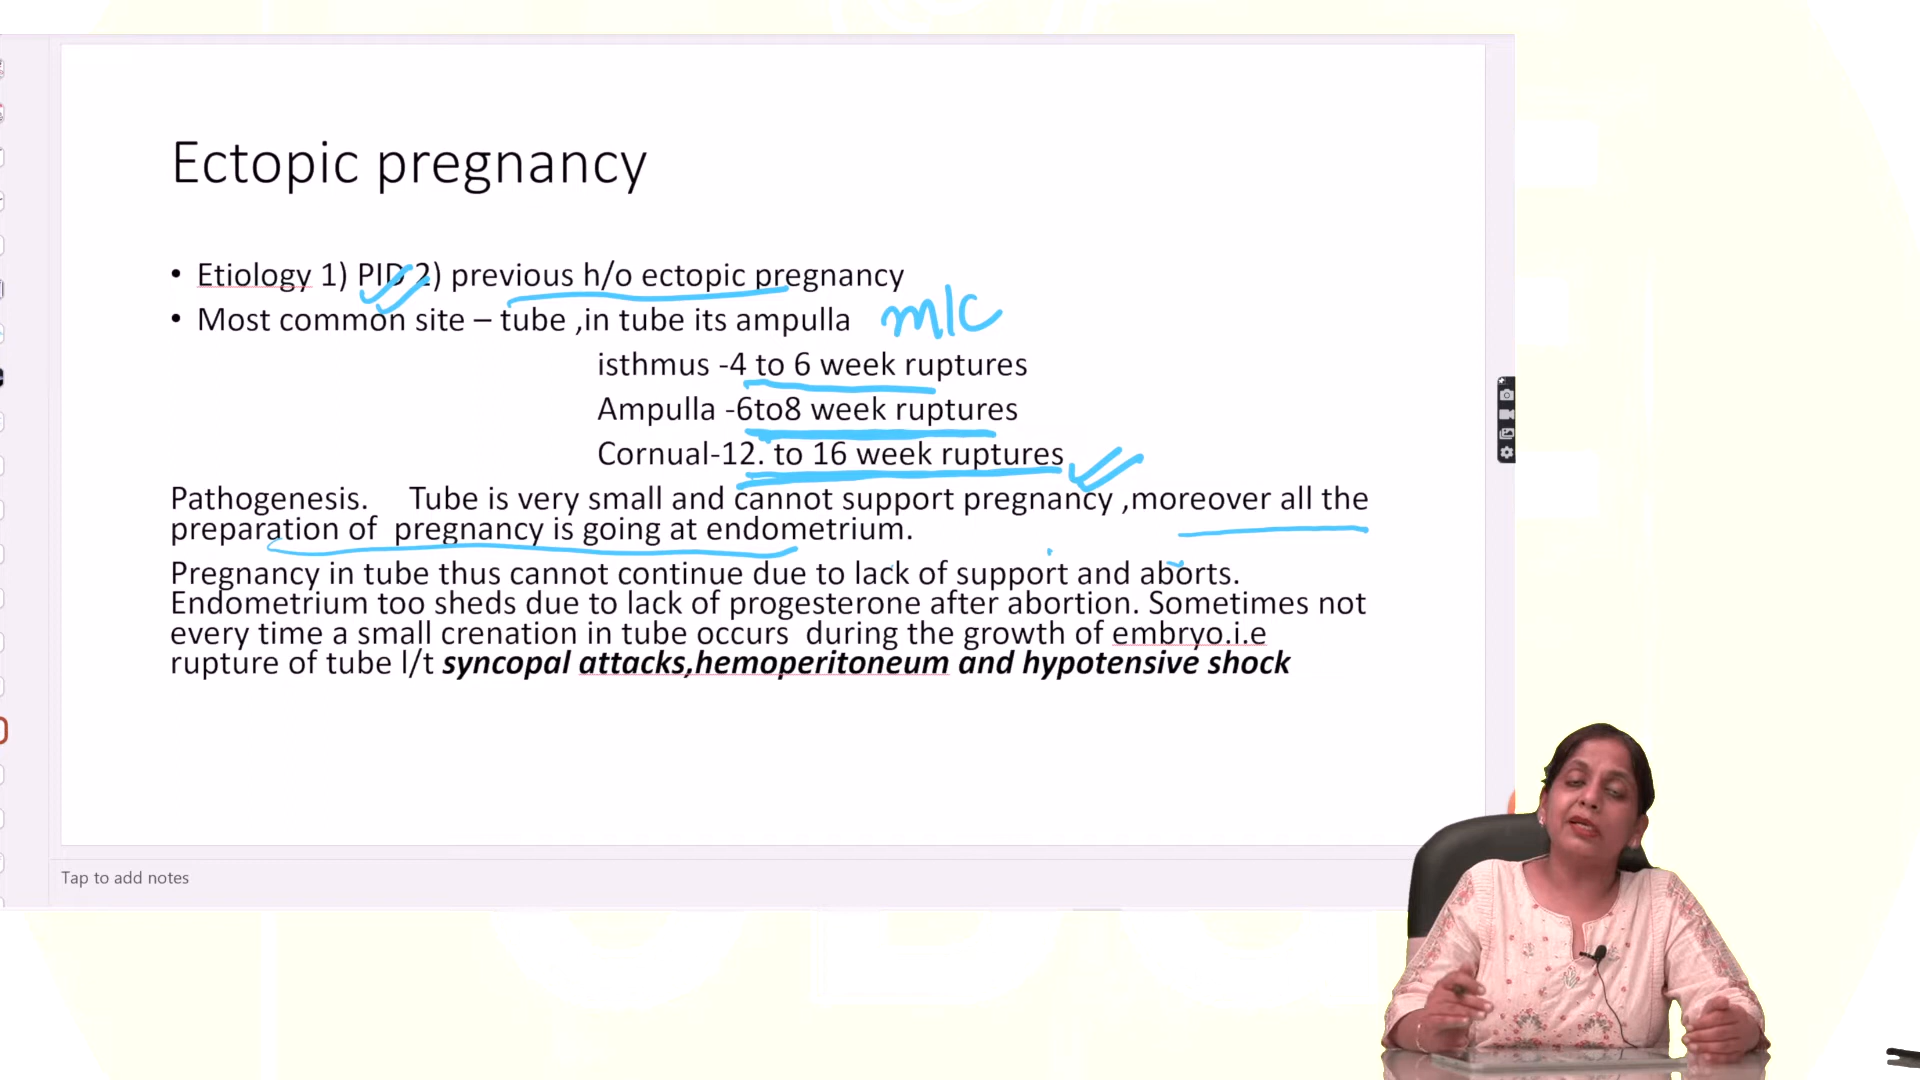 Ectopic pregnancy
• Etiology 1) PID 2) previous h/o ectopic pregnancy
• Most common site – tube ,in tube its ampulla m/c
isthmus -4 to 6 week ruptures
Ampulla -6to8 week ruptures
Cornual-12. to 16 week ruptures
Pathogenesis. Tube is very small and cannot support pregnancy ,moreover all the
preparation of pregnancy is going at endometrium.
Pregnancy in tube thus cannot continue due to lack of support and aborts.
Endometrium too sheds due to lack of progesterone after abortion. Sometimes not
every time a small crenation in tube occurs during the growth of embryo.i.e
rupture of tube l/t syncopal attacks,hemoperitoneum and hypotensive shock
Tap to add notes